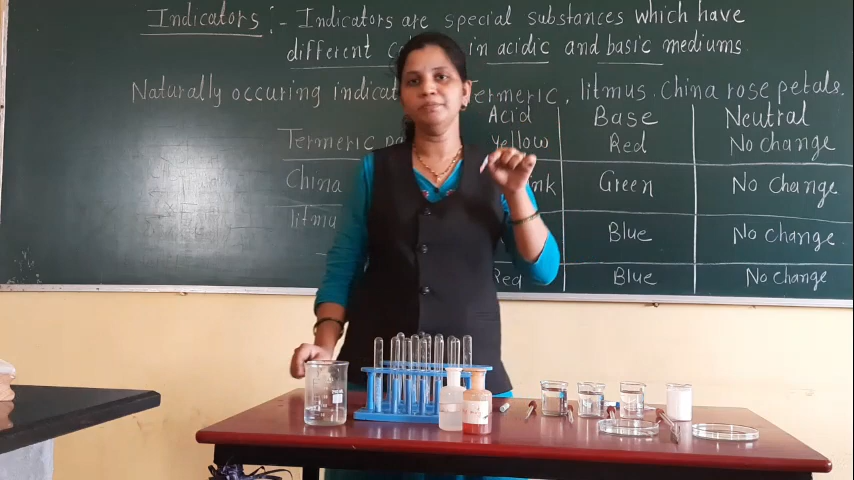 Indicators :- Indicators are special substances which have
different in acidic and basic mediums.
Naturally occuring Termeric, litmus. China rose petals.
Acid Base Neutral
Termeric Yellow Red No change
China Green No change
Blue No change.
Red Blue No change